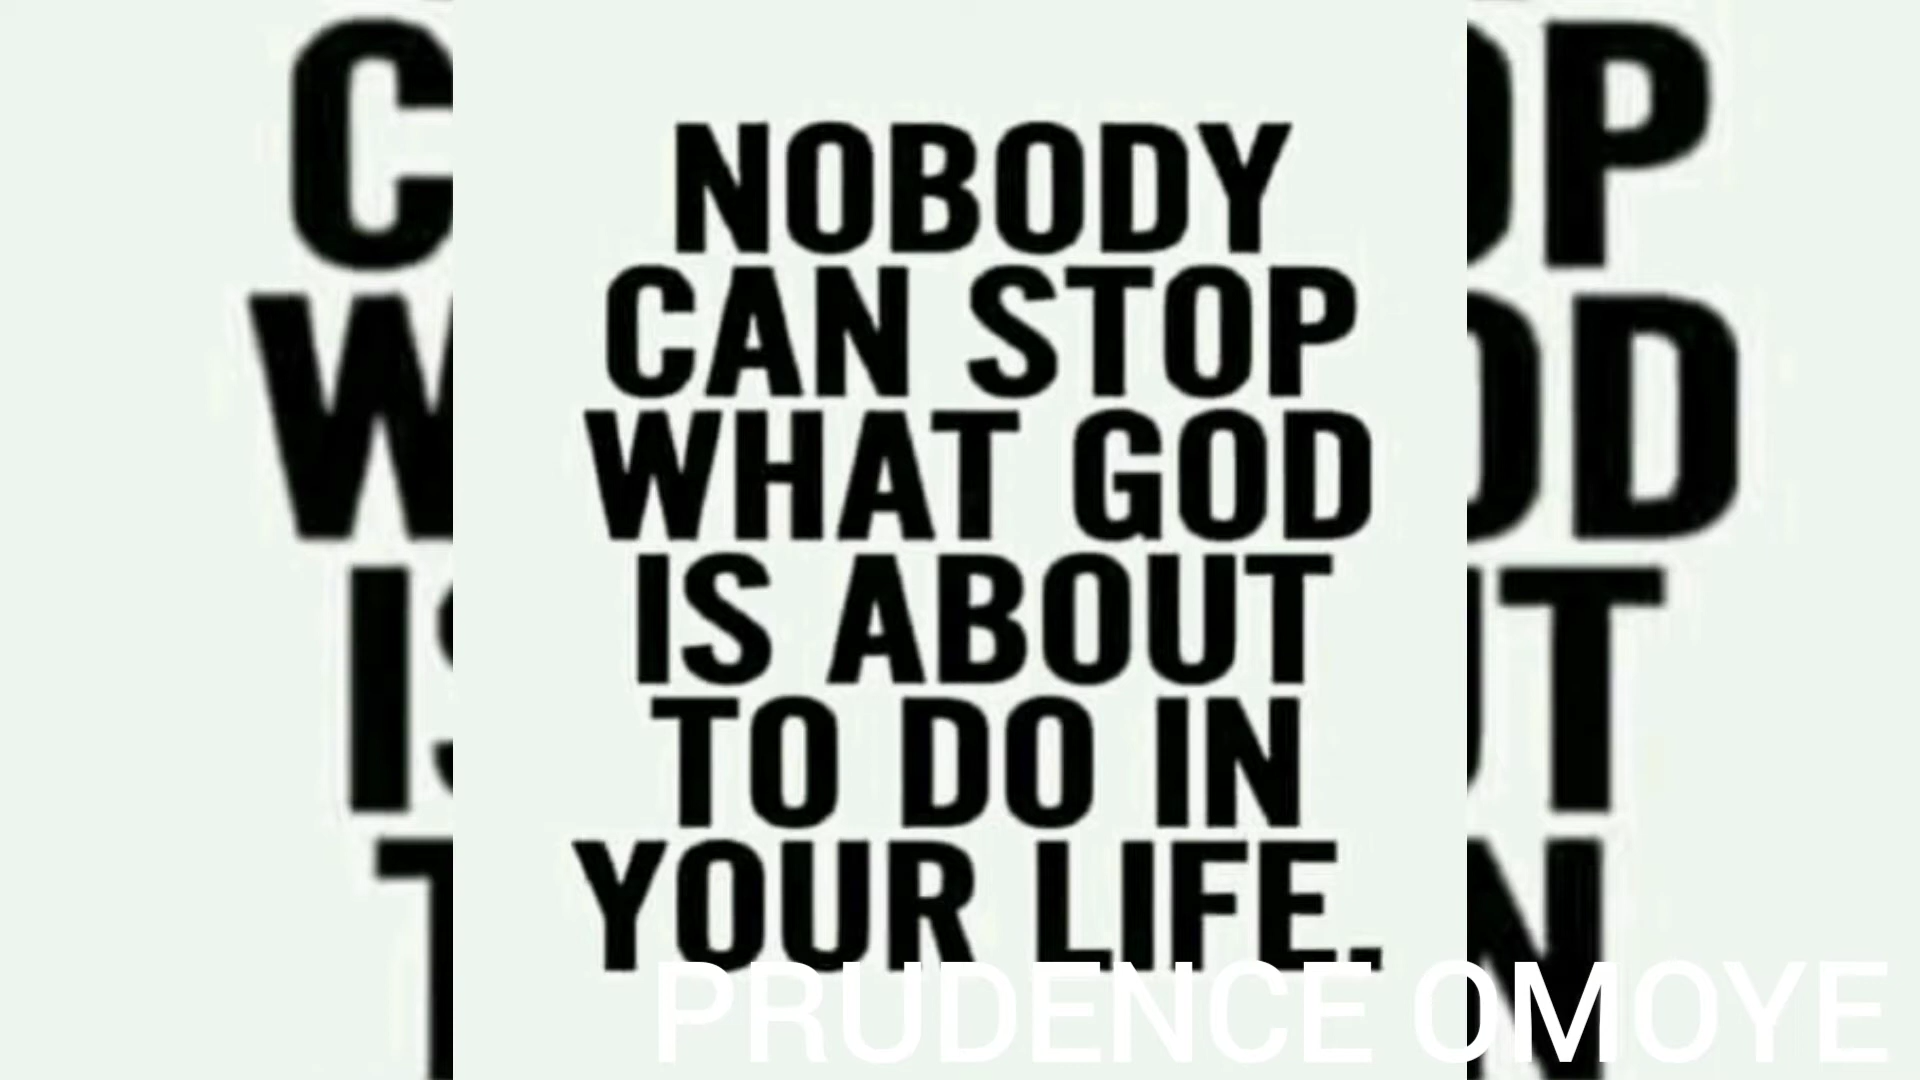 NOBODY
CAN STOP
WHAT GOD
IS ABOUT
TO DO IN
YOUR LIFE.
PRUDENCE OMOYE